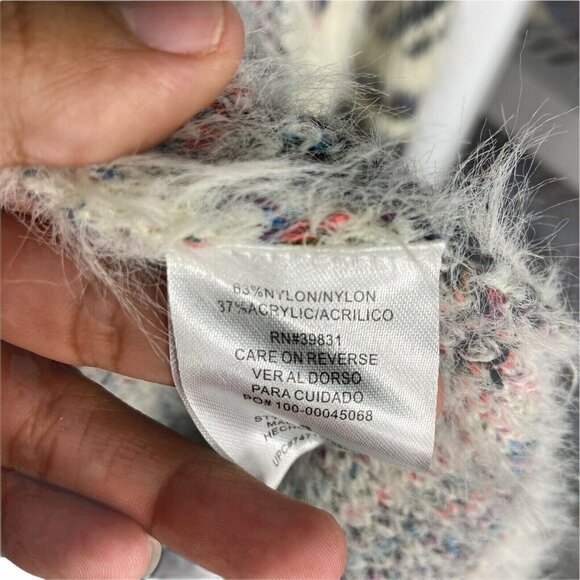 63%NYLON/NYLON
37%ACRYLIC/ACRILICO
RN#39831
CARE ON REVERSE
VER AL DORSO
PARA CUIDADO
PO# 100-00045068